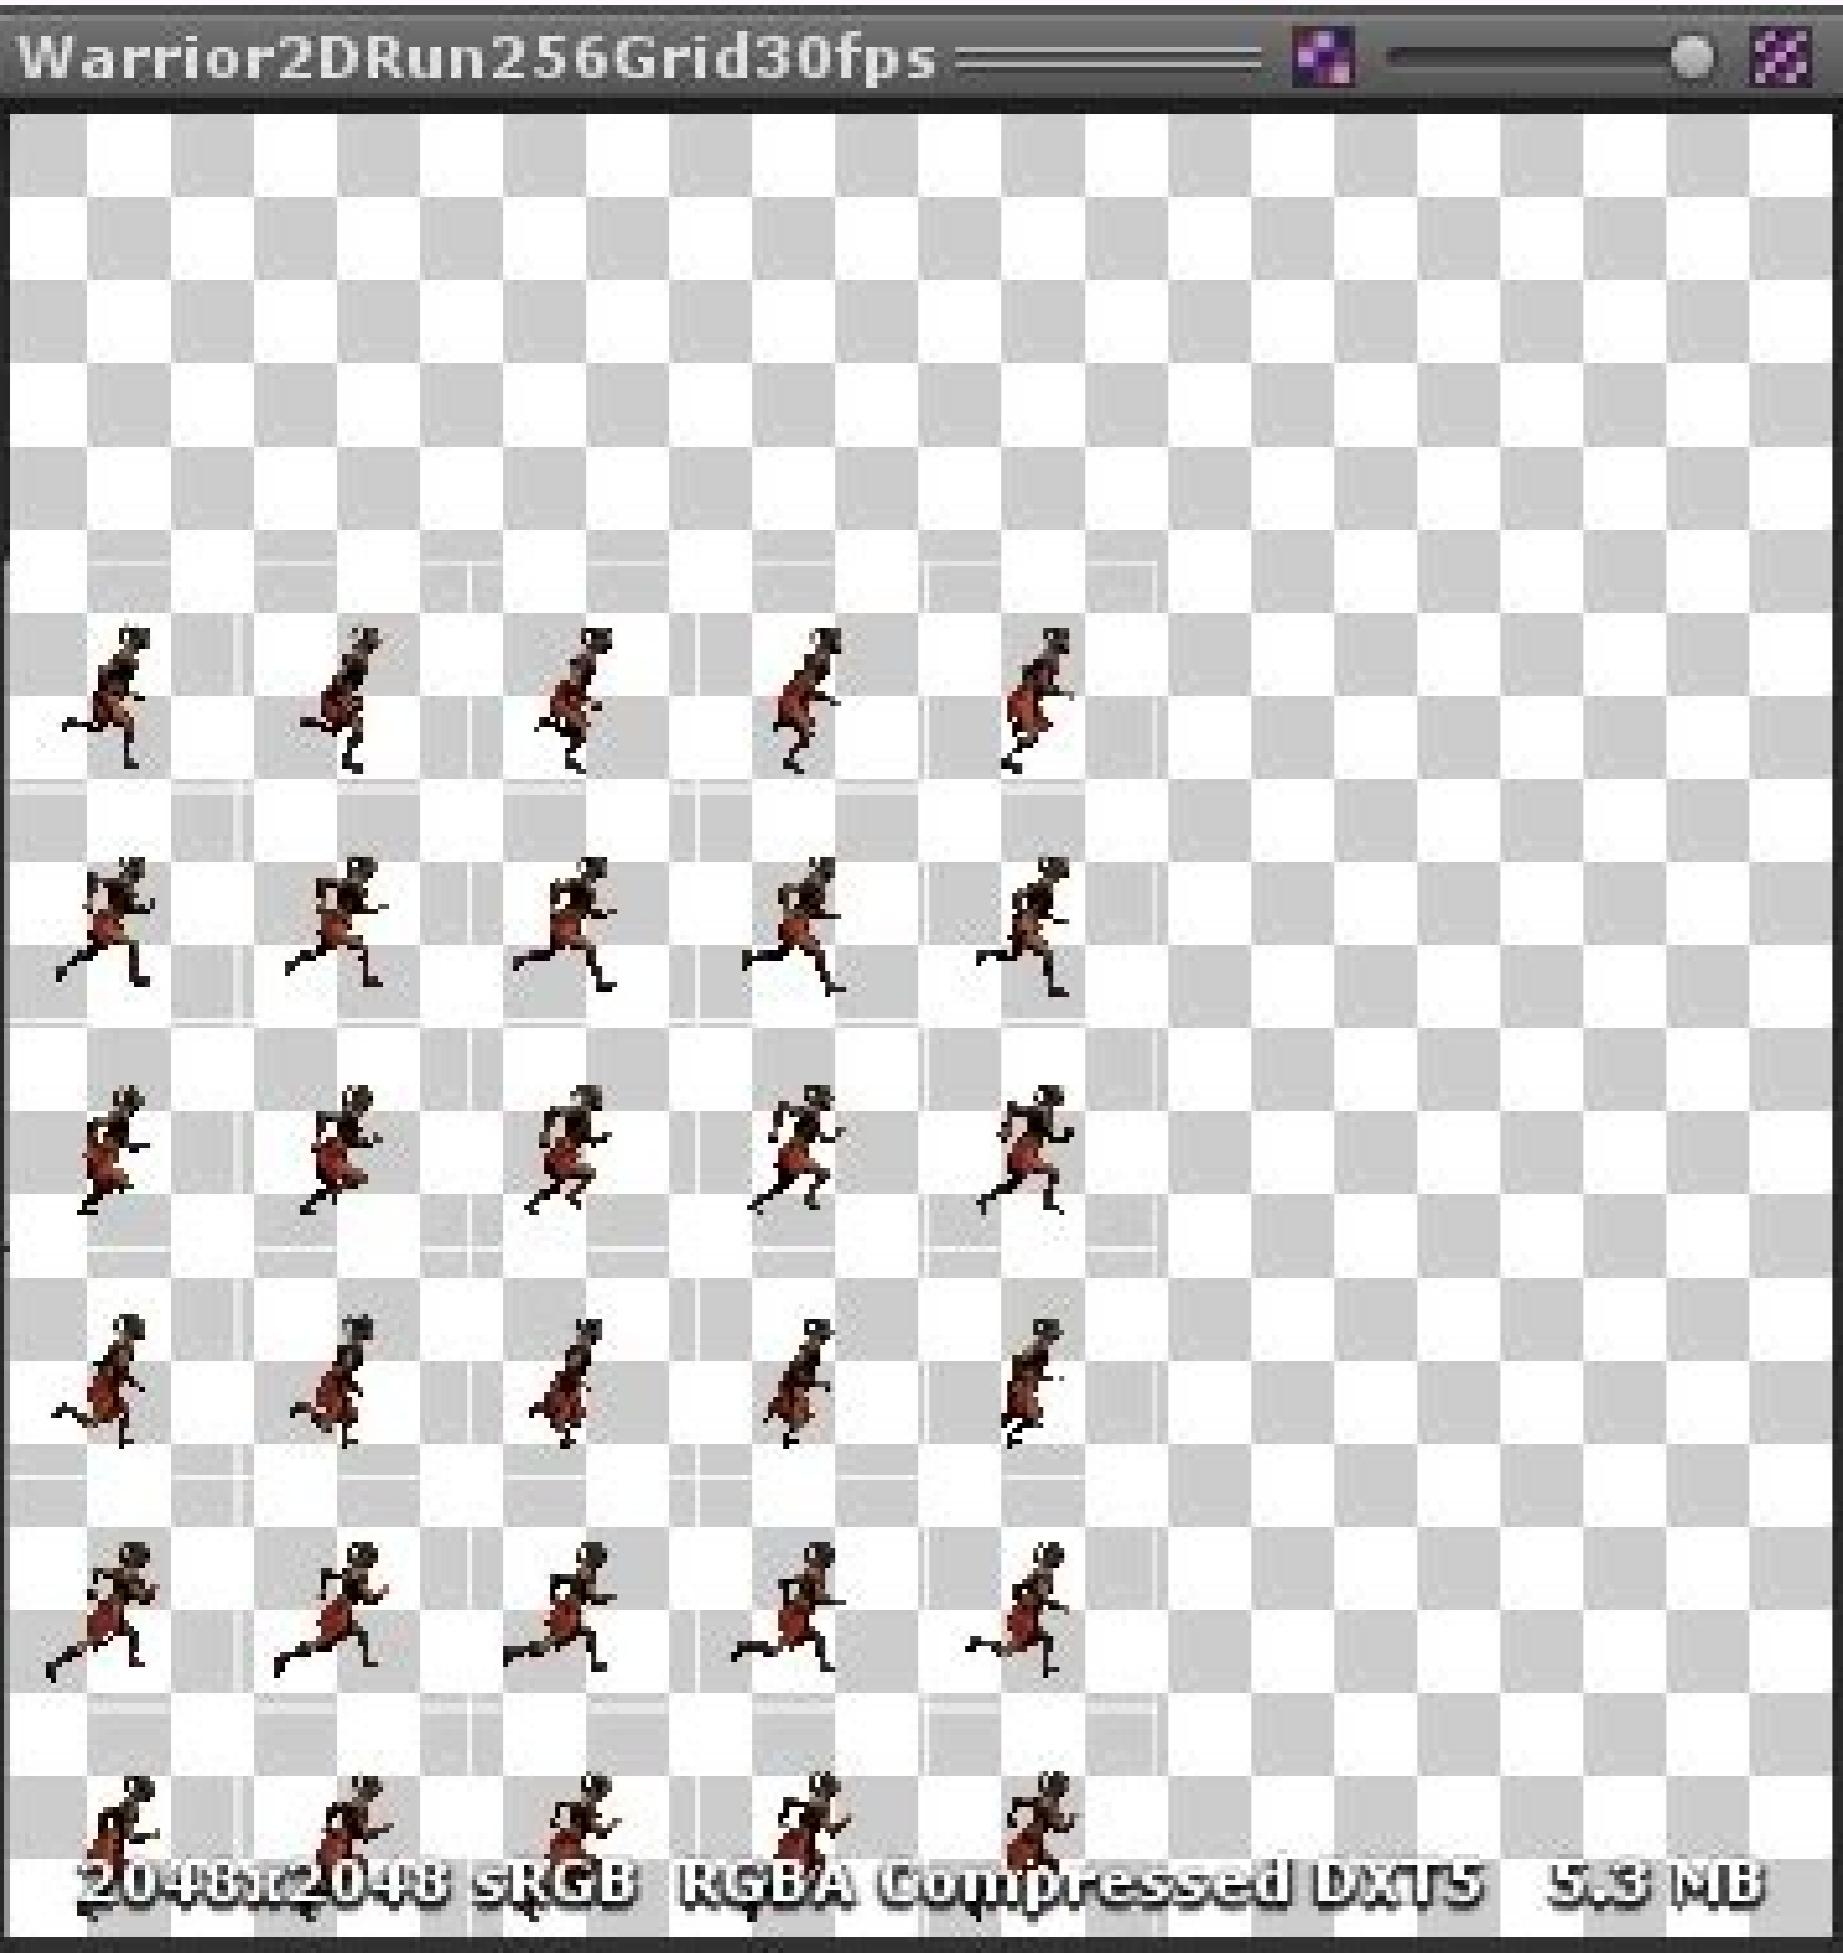 Warrior2DRun256Grid30fps
2048x2048 sRGB RGBA Compressed DXT5 5.3 MB